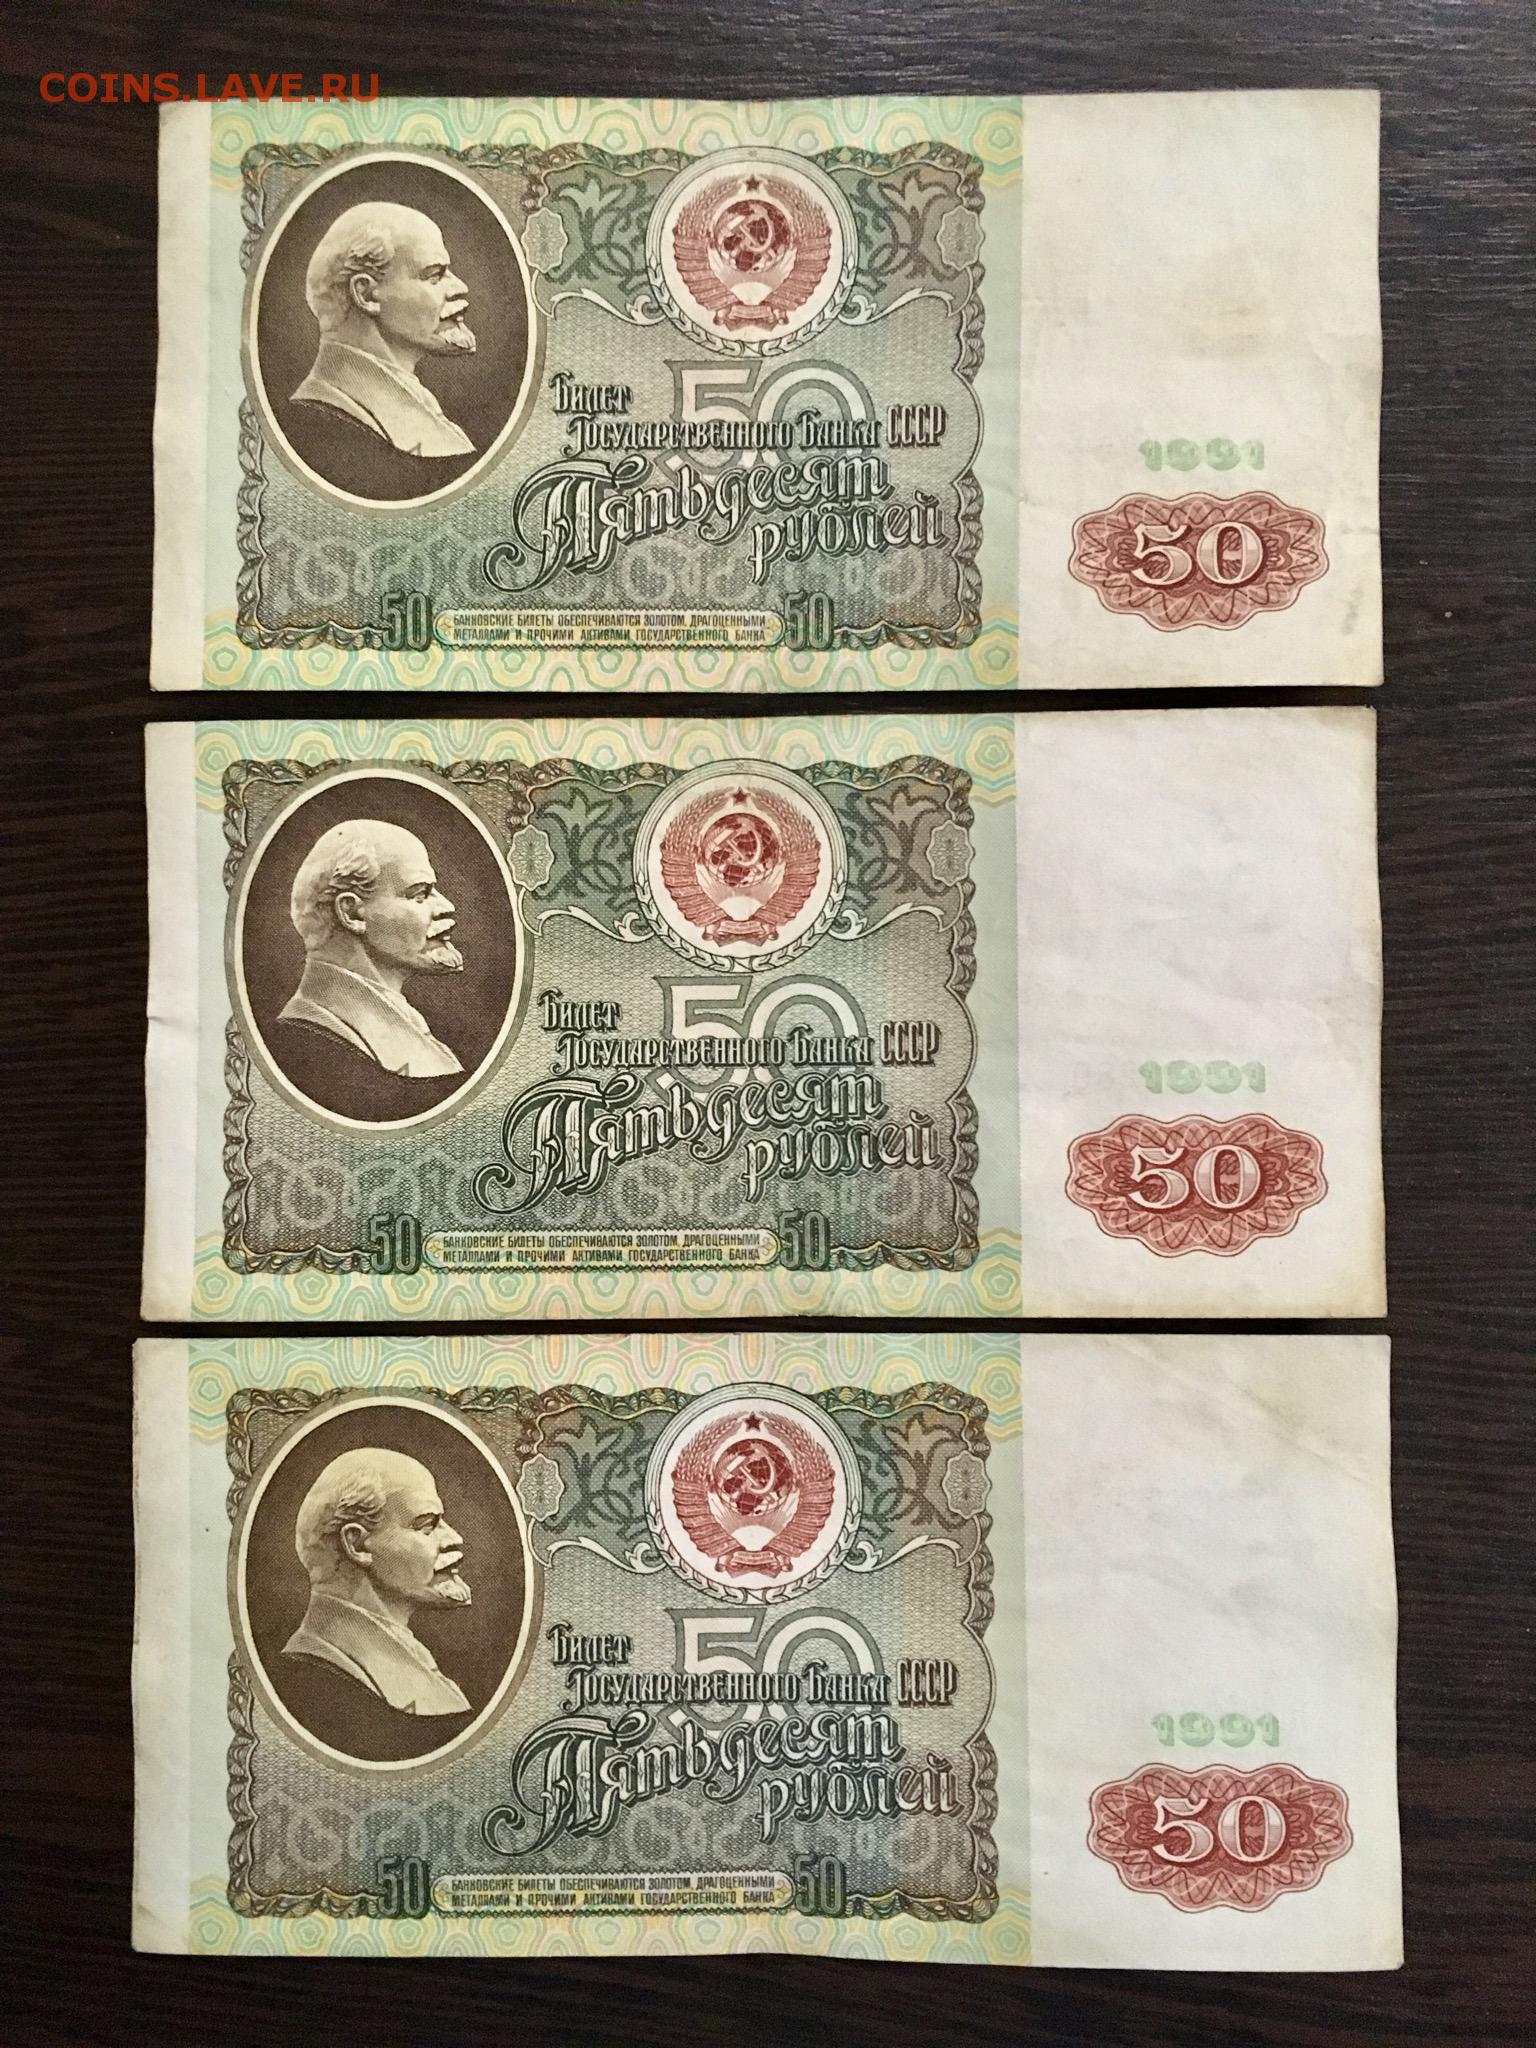 COINS.LAVE.RU
Билет
Государственного Банка СССР
50
Пятьдесят
рублей
1991
50
50
БАНКОВСКИЕ БИЛЕТЫ ОБЕСПЕЧИВАЮТСЯ ЗОЛОТОМ, ДРАГОЦЕННЫМИ
МЕТАЛЛАМИ И ПРОЧИМИ АКТИВАМИ ГОСУДАРСТВЕННОГО БАНКА
50
Билет
Государственного Банка СССР
50
Пятьдесят
рублей
1991
50
50
БАНКОВСКИЕ БИЛЕТЫ ОБЕСПЕЧИВАЮТСЯ ЗОЛОТОМ, ДРАГОЦЕННЫМИ
МЕТАЛЛАМИ И ПРОЧИМИ АКТИВАМИ ГОСУДАРСТВЕННОГО БАНКА
50
Билет
Государственного Банка СССР
50
Пятьдесят
рублей
1991
50
50
БАНКОВСКИЕ БИЛЕТЫ ОБЕСПЕЧИВАЮТСЯ ЗОЛОТОМ, ДРАГОЦЕННЫМИ
МЕТАЛЛАМИ И ПРОЧИМИ АКТИВАМИ ГОСУДАРСТВЕННОГО БАНКА
50